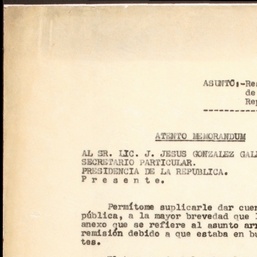 ASUNTO:-Re
de
Re
ATENTO MEMORANDUM
AL SR. LIC. J. JESUS GONZALEZ GAL
SECRETARIO PARTICULAR.
PRESIDENCIA DE LA REPUBLICA.
P r e s e n t e.
Permítome suplicarle dar cuen
pública, a la mayor brevedad que l
anexo que se refiere al asunto arr
remisión debido a que estaba en bu
tes.